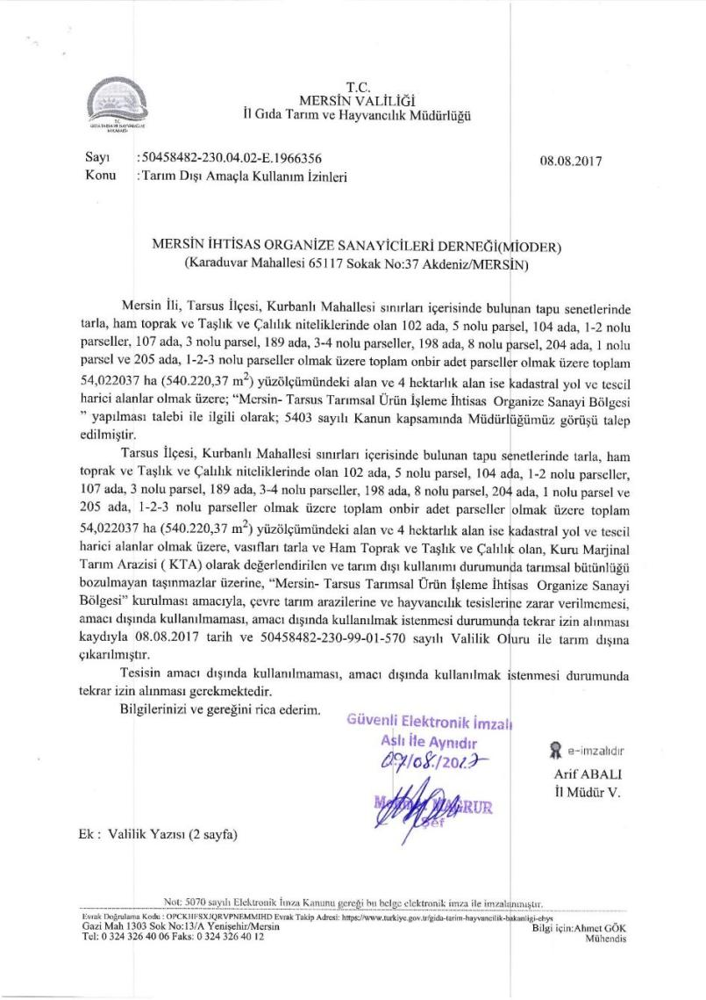 T.C.
MERSİN VALİLİĞİ
İl Gıda Tarım ve Hayvancılık Müdürlüğü
T.C.
GIDA TARIM VE HAYVANCILIK
BAKANLIĞI
Sayı : 50458482-230.04.02-E.1966356
08.08.2017
Konu : Tarım Dışı Amaçla Kullanım İzinleri
MERSİN İHTİSAS ORGANİZE SANAYİCİLERİ DERNEĞİ(MİODER)
(Karaduvar Mahallesi 65117 Sokak No:37 Akdeniz/MERSİN)
Mersin İli, Tarsus İlçesi, Kurbanlı Mahallesi sınırları içerisinde bulunan tapu senetlerinde
tarla, ham toprak ve Taşlık ve Çalılık niteliklerinde olan 102 ada, 5 nolu parsel, 104 ada, 1-2 nolu
parseller, 107 ada, 3 nolu parsel, 189 ada, 3-4 nolu parseller, 198 ada, 8 nolu parsel, 204 ada, 1 nolu
parsel ve 205 ada, 1-2-3 nolu parseller olmak üzere toplam onbir adet parseller olmak üzere toplam
54,022037 ha (540.220,37 m²) yüzölçümündeki alan ve 4 hektarlık alan ise kadastral yol ve tescil
harici alanlar olmak üzere; “Mersin- Tarsus Tarımsal Ürün İşleme İhtisas Organize Sanayi Bölgesi
” yapılması talebi ile ilgili olarak; 5403 sayılı Kanun kapsamında Müdürlüğümüz görüşü talep
edilmiştir.
Tarsus İlçesi, Kurbanlı Mahallesi sınırları içerisinde bulunan tapu senetlerinde tarla, ham
toprak ve Taşlık ve Çalılık niteliklerinde olan 102 ada, 5 nolu parsel, 104 ada, 1-2 nolu parseller,
107 ada, 3 nolu parsel, 189 ada, 3-4 nolu parseller, 198 ada, 8 nolu parsel, 204 ada, 1 nolu parsel ve
205 ada, 1-2-3 nolu parseller olmak üzere toplam onbir adet parseller olmak üzere toplam
54,022037 ha (540.220,37 m²) yüzölçümündeki alan ve 4 hektarlık alan ise kadastral yol ve tescil
harici alanlar olmak üzere, vasıfları tarla ve Ham Toprak ve Taşlık ve Çalılık olan, Kuru Marjinal
Tarım Arazisi ( KTA) olarak değerlendirilen ve tarım dışı kullanımı durumunda tarımsal bütünlüğü
bozulmayan taşınmazlar üzerine, “Mersin- Tarsus Tarımsal Ürün İşleme İhtisas Organize Sanayi
Bölgesi” kurulması amacıyla, çevre tarım arazilerine ve hayvancılık tesislerine zarar verilmemesi,
amacı dışında kullanılmaması, amacı dışında kullanılmak istenmesi durumunda tekrar izin alınması
kaydıyla 08.08.2017 tarih ve 50458482-230-99-01-570 sayılı Valilik Oluru ile tarım dışına
çıkarılmıştır.
Tesisin amacı dışında kullanılmaması, amacı dışında kullanılmak istenmesi durumunda
tekrar izin alınması gerekmektedir.
Bilgilerinizi ve gereğini rica ederim.
Güvenli Elektronik İmzalı
Aslı İle Aynıdır
09/08/2017
MAĞRUR
Şef
e-imzalıdır
Arif ABALI
İl Müdür V.
Ek : Valilik Yazısı (2 sayfa)
Not: 5070 sayılı Elektronik İmza Kanunu gereği bu belge elektronik imza ile imzalanmıştır.
Evrak Doğrulama Kodu : OPCKHFSXJQRVPNEMMIHD Evrak Takip Adresi: https://www.turkiye.gov.tr/gida-tarim-hayvancilik-bakanligi-ebys
Gazi Mah 1303 Sok No:13/A Yenişehir/Mersin
Bilgi için:Ahmet GÖK
Tel: 0 324 326 40 06 Faks: 0 324 326 40 12
Mühendis